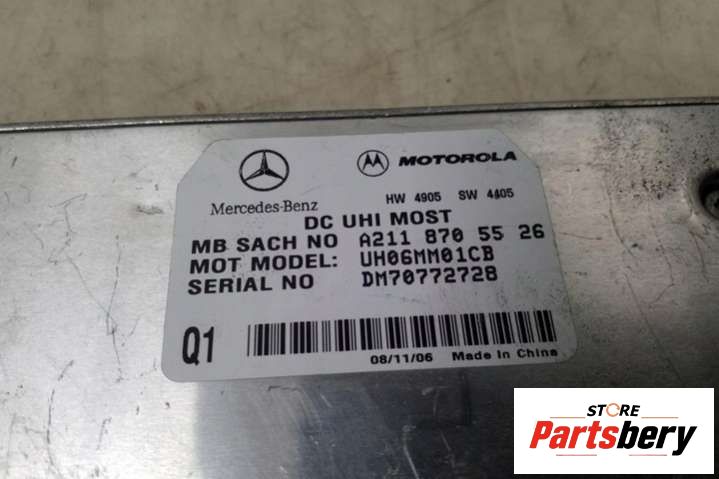 Mercedes-Benz
MOTOROLA
HW 4905 SW 4405
DC UHI MOST
MB SACH NO A211 870 55 26
MOT MODEL: UH06MM01CB
SERIAL NO DM70772728
Q1
08/11/06 Made In China
STORE
Partsbery